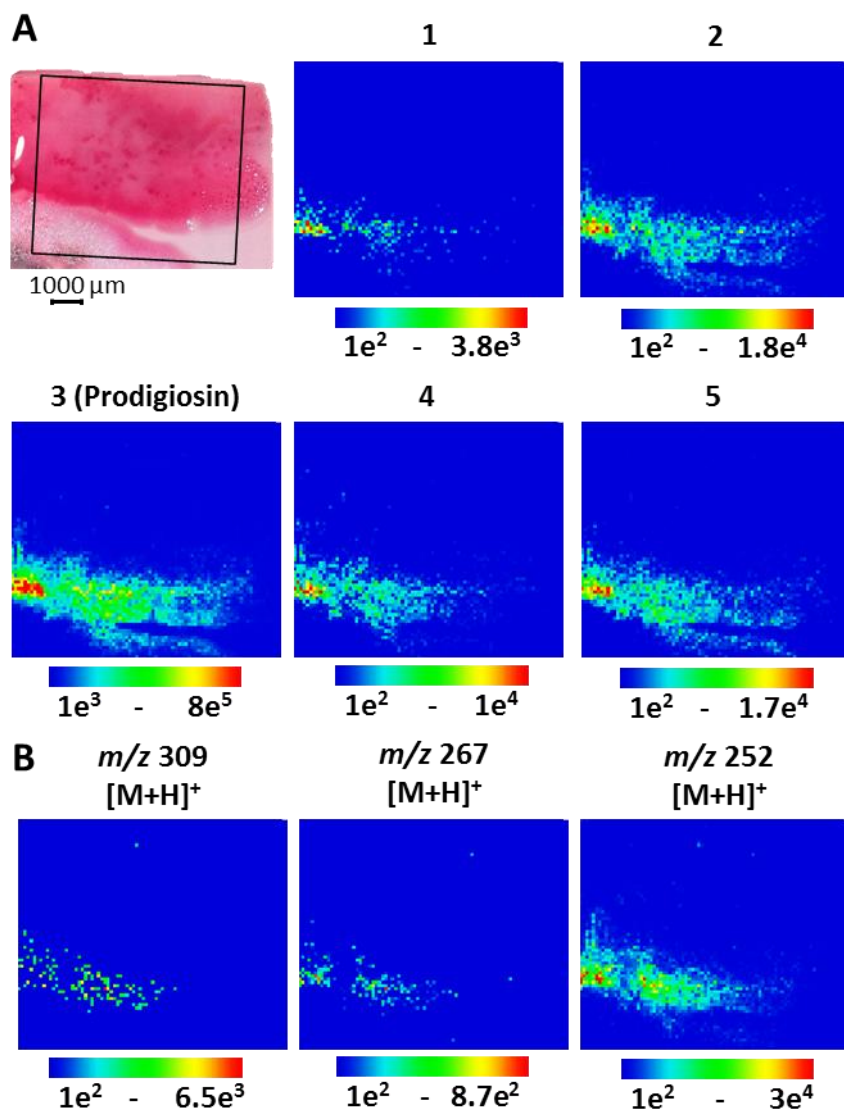 A
1
2
1000 µm
1e² - 3.8e³
1e² - 1.8e⁴
3 (Prodigiosin)
4
5
1e³ - 8e⁵
1e² - 1e⁴
1e² - 1.7e⁴
B
m/z 309
[M+H]⁺
m/z 267
[M+H]⁺
m/z 252
[M+H]⁺
1e² - 6.5e³
1e² - 8.7e²
1e² - 3e⁴